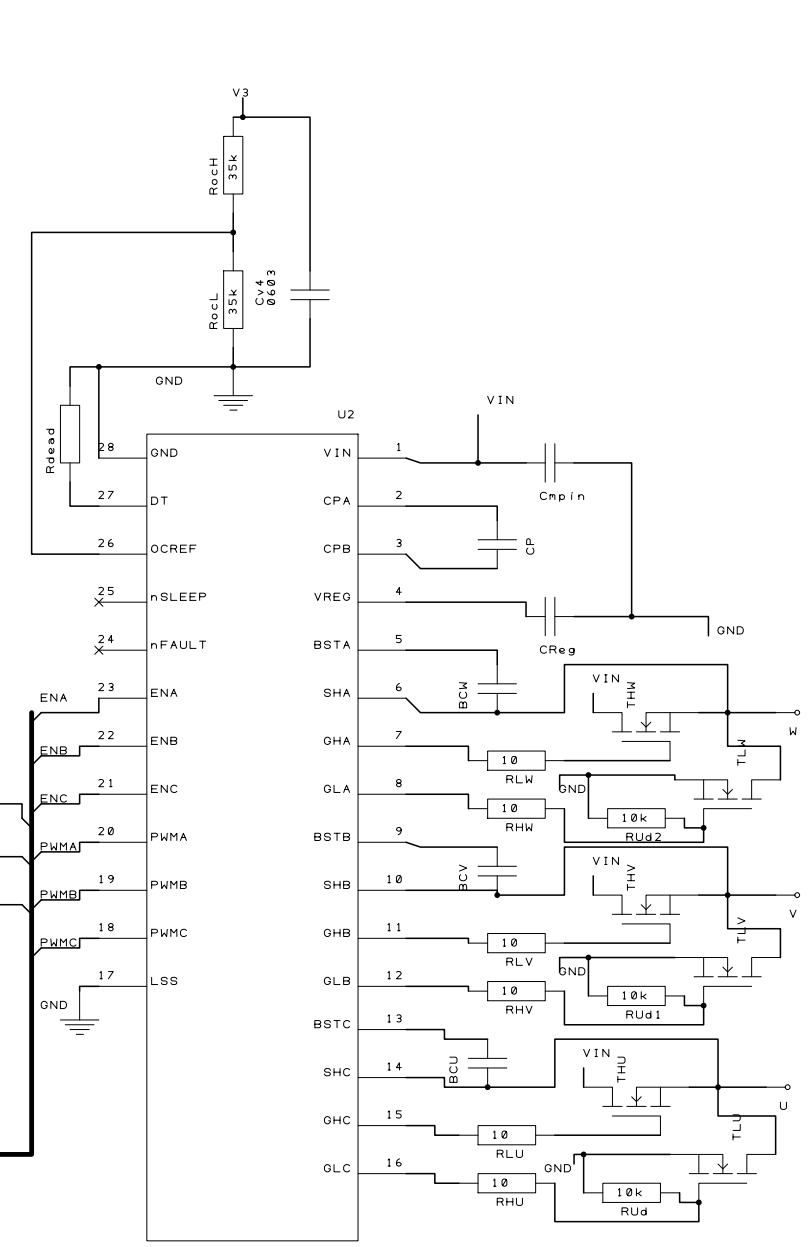 V3
RocH
35k
RocL
35k
Cv4
0603
GND
Rdead
U2
VIN
28 GND VIN 1
27 DT CPA 2
26 OCREF CPB 3
25 nSLEEP VREG 4
24 nFAULT BSTA 5
ENA 23 ENA SHA 6
ENB 22 ENB GHA 7
ENC 21 ENC GLA 8
PWMA 20 PWMA BSTB 9
PWMB 19 PWMB SHB 10
PWMC 18 PWMC GHB 11
17 LSS GLB 12
GND
BSTC 13
SHC 14
GHC 15
GLC 16
Cmpin
CP
CReg
GND
BCW
VIN
THW
W
TLW
10
RLW
GND
10
RHW
10k
RUd2
BCV
VIN
THV
V
TLV
10
RLV
GND
10
RHV
10k
RUd1
BCU
VIN
THU
U
TLU
10
RLU
GND
10
RHU
10k
RUd